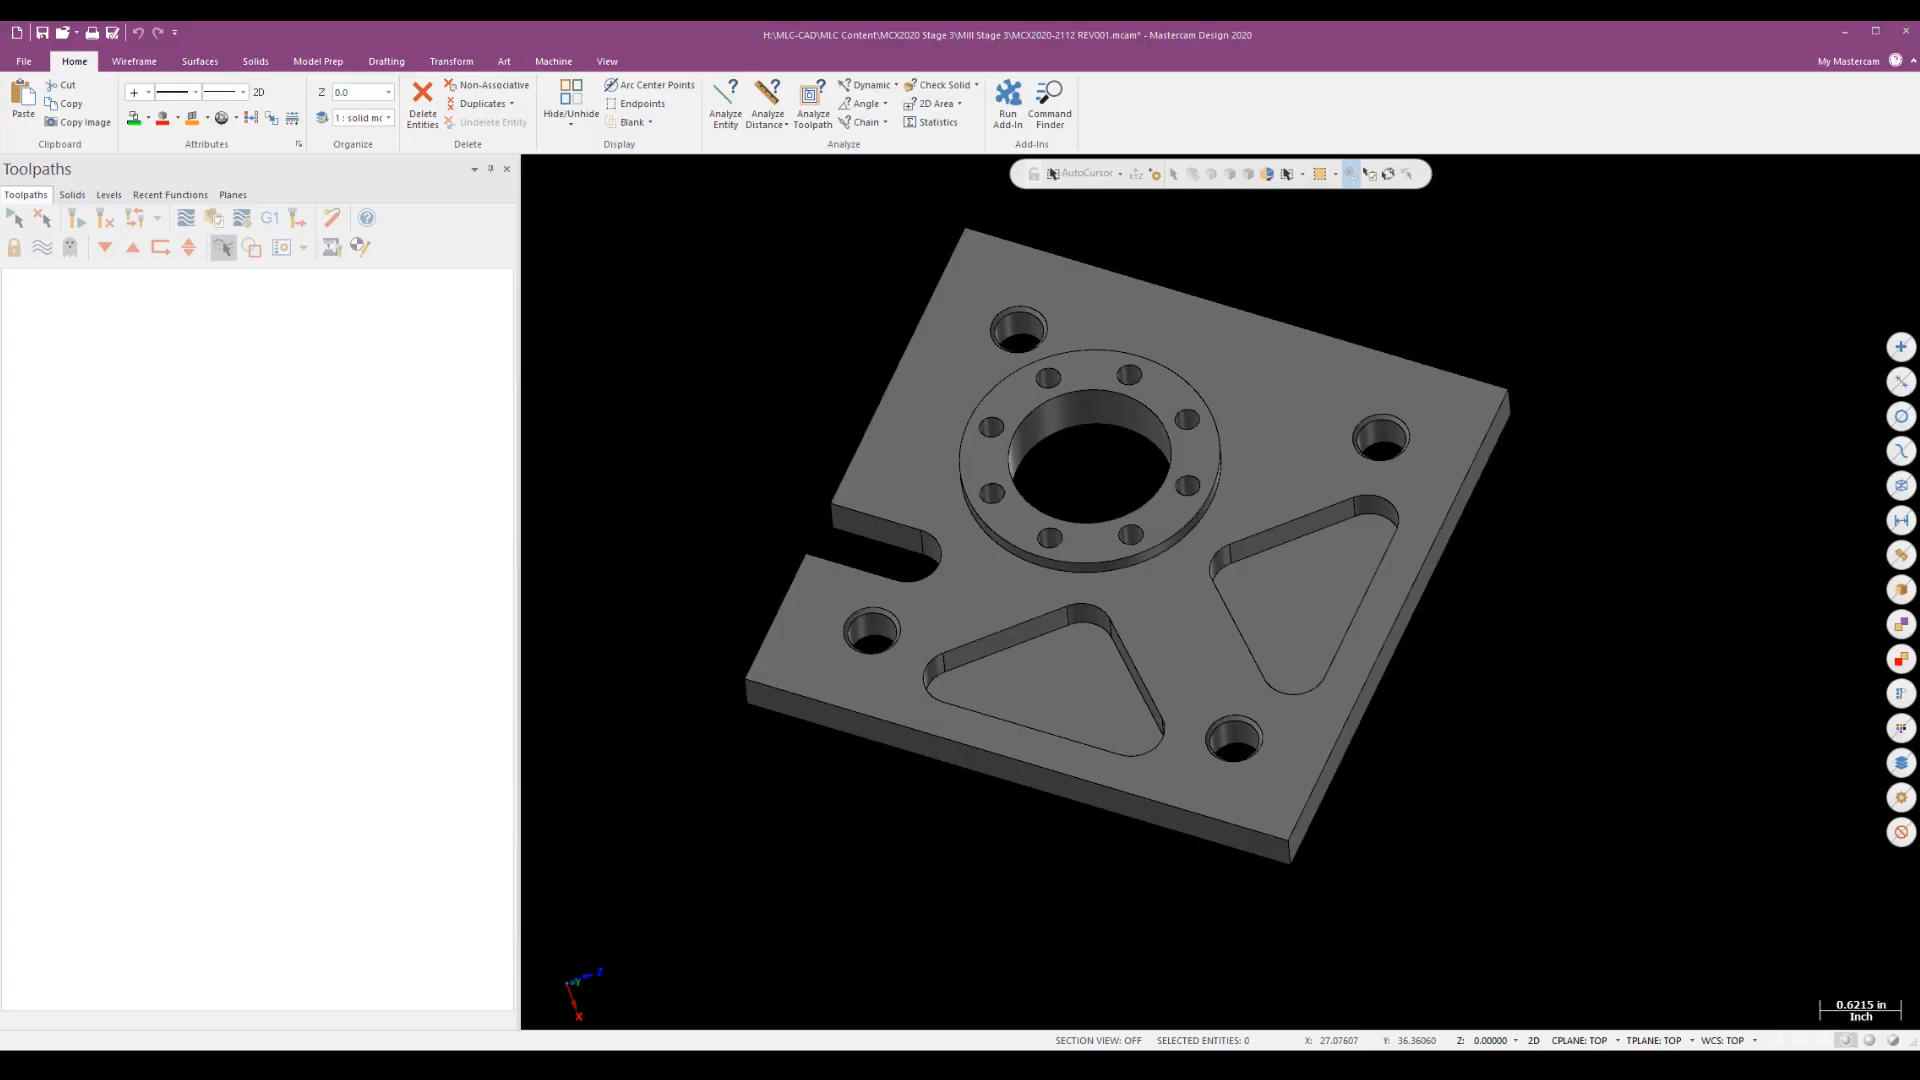 H:\MLC-CAD\MLC Content\MCX2020 Stage 3\Mill Stage 3\MCX2020-2112 REV001.mcam* - Mastercam Design 2020
File Home Wireframe Surfaces Solids Model Prep Drafting Transform Art Machine View My Mastercam
Paste
Cut
Copy
Copy Image
Clipboard
2D
Attributes
Z 0.0
1 : solid mc
Organize
Delete
Entities
Non-Associative
Duplicates
Undelete Entity
Delete
Hide/Unhide
Arc Center Points
Endpoints
Blank
Display
Analyze
Entity
Analyze
Distance
Analyze
Toolpath
Dynamic
Angle
Chain
Check Solid
2D Area
Statistics
Analyze
Run
Add-In
Command
Finder
Add-Ins
Toolpaths
Toolpaths Solids Levels Recent Functions Planes
G1
AutoCursor
Z
Y
X
0.6215 in
Inch
SECTION VIEW: OFF SELECTED ENTITIES: 0 X: 27.07607 Y: 36.36060 Z: 0.00000 2D CPLANE: TOP TPLANE: TOP WCS: TOP